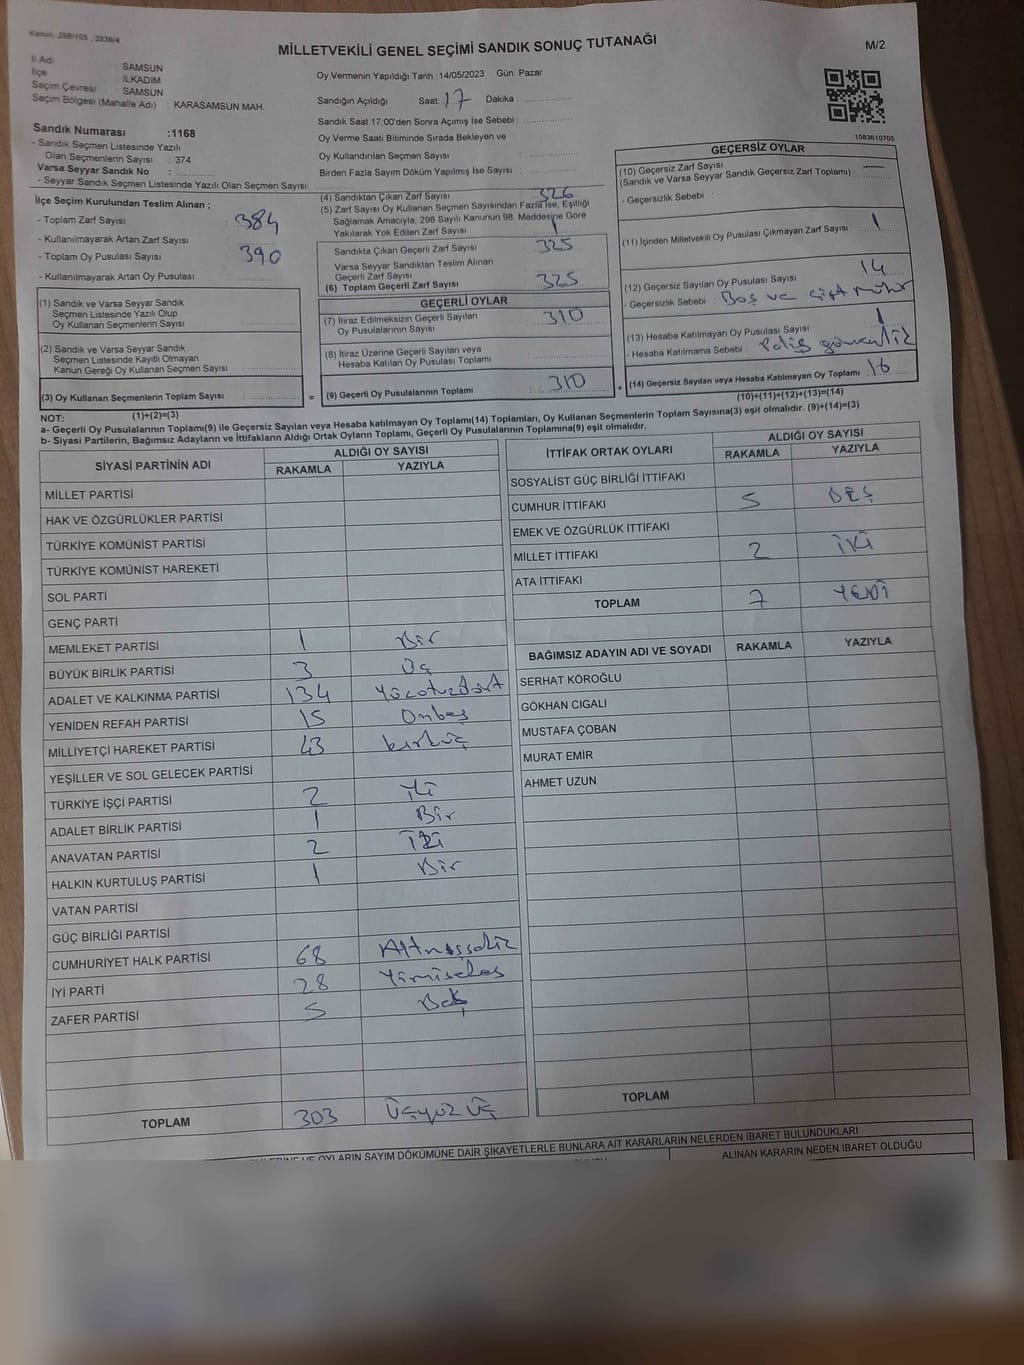 Kanun: 298/105 , 2839/4
MİLLETVEKİLİ GENEL SEÇİMİ SANDIK SONUÇ TUTANAĞI
M/2
İl Adı : SAMSUN
İlçe : İLKADIM
Seçim Çevresi : SAMSUN
Seçim Bölgesi (Mahalle Adı) : KARASAMSUN MAH.
Sandık Numarası :1168
- Sandık Seçmen Listesinde Yazılı
Olan Seçmenlerin Sayısı : 374
Varsa Seyyar Sandık No :
- Seyyar Sandık Seçmen Listesinde Yazılı Olan Seçmen Sayısı:
Oy Vermenin Yapıldığı Tarih :14/05/2023 Gün: Pazar
Sandığın Açıldığı Saat: 17 Dakika :
Sandık Saat 17:00'den Sonra Açılmış İse Sebebi :
Oy Verme Saati Bitiminde Sırada Bekleyen ve
Oy Kullandırılan Seçmen Sayısı :
Birden Fazla Sayım Döküm Yapılmış İse Sayısı :
1083610705
İlçe Seçim Kurulundan Teslim Alınan ;
- Toplam Zarf Sayısı : 384
- Kullanılmayarak Artan Zarf Sayısı :
- Toplam Oy Pusulası Sayısı : 390
- Kullanılmayarak Artan Oy Pusulası :
(1) Sandık ve Varsa Seyyar Sandık
Seçmen Listesinde Yazılı Olup
Oy Kullanan Seçmenlerin Sayısı :
(2) Sandık ve Varsa Seyyar Sandık
Seçmen Listesinde Kayıtlı Olmayan
Kanun Gereği Oy Kullanan Seçmen Sayısı :
(3) Oy Kullanan Seçmenlerin Toplam Sayısı :
(1)+(2)=(3)
(4) Sandıktan Çıkan Zarf Sayısı : 326
(5) Zarf Sayısı Oy Kullanan Seçmen Sayısından Fazla İse, Eşitliği
Sağlamak Amacıyla, 298 Sayılı Kanunun 98. Maddesine Göre
Yakılarak Yok Edilen Zarf Sayısı : 1
Sandıkta Çıkan Geçerli Zarf Sayısı : 325
Varsa Seyyar Sandıktan Teslim Alınan
Geçerli Zarf Sayısı :
(6) Toplam Geçerli Zarf Sayısı : 325
GEÇERLİ OYLAR
(7) İtiraz Edilmeksizin Geçerli Sayılan
Oy Pusulalarının Sayısı : 310
(8) İtiraz Üzerine Geçerli Sayılan veya
Hesaba Katılan Oy Pusulası Toplamı :
= (9) Geçerli Oy Pusulalarının Toplamı : 310 +
GEÇERSİZ OYLAR
(10) Geçersiz Zarf Sayısı : —
(Sandık ve Varsa Seyyar Sandık Geçersiz Zarf Toplamı)
- Geçersizlik Sebebi :
(11) İçinden Milletvekili Oy Pusulası Çıkmayan Zarf Sayısı : 1
(12) Geçersiz Sayılan Oy Pusulası Sayısı : 14
- Geçersizlik Sebebi : Boş ve çift mühür
(13) Hesaba Katılmayan Oy Pusulası Sayısı : 1
- Hesaba Katılmama Sebebi :
(14) Geçersiz Sayılan veya Hesaba Katılmayan Oy Toplamı : 16
(10)+(11)+(12)+(13)=(14)
NOT:
a- Geçerli Oy Pusulalarının Toplamı(9) ile Geçersiz Sayılan veya Hesaba katılmayan Oy Toplamı(14) Toplamları, Oy Kullanan Seçmenlerin Toplam Sayısına(3) eşit olmalıdır. (9)+(14)=(3)
b- Siyasi Partilerin, Bağımsız Adayların ve İttifakların Aldığı Ortak Oyların Toplamı, Geçerli Oy Pusulalarının Toplamına(9) eşit olmalıdır.
SİYASİ PARTİNİN ADI ALDIĞI OY SAYISI
RAKAMLA YAZIYLA
MİLLET PARTİSİ
HAK VE ÖZGÜRLÜKLER PARTİSİ
TÜRKİYE KOMÜNİST PARTİSİ
TÜRKİYE KOMÜNİST HAREKETİ
SOL PARTİ
GENÇ PARTİ
MEMLEKET PARTİSİ 1 Bir
BÜYÜK BİRLİK PARTİSİ 3 Üç
ADALET VE KALKINMA PARTİSİ 134 Yüzotuzdört
YENİDEN REFAH PARTİSİ 15 Onbeş
MİLLİYETÇİ HAREKET PARTİSİ 43 kırküç
YEŞİLLER VE SOL GELECEK PARTİSİ
TÜRKİYE İŞÇİ PARTİSİ 2 İki
ADALET BİRLİK PARTİSİ 1 Bir
ANAVATAN PARTİSİ 2 İki
HALKIN KURTULUŞ PARTİSİ 1 Bir
VATAN PARTİSİ
GÜÇ BİRLİĞİ PARTİSİ
CUMHURİYET HALK PARTİSİ 68 Altmışsekiz
İYİ PARTİ 28 Yirmisekiz
ZAFER PARTİSİ 5 Beş
TOPLAM 303 Üçyüz üç
İTTİFAK ORTAK OYLARI ALDIĞI OY SAYISI
RAKAMLA YAZIYLA
SOSYALİST GÜÇ BİRLİĞİ İTTİFAKI
CUMHUR İTTİFAKI 5 BEŞ
EMEK VE ÖZGÜRLÜK İTTİFAKI
MİLLET İTTİFAKI 2 İKİ
ATA İTTİFAKI
TOPLAM 7 YEDİ
BAĞIMSIZ ADAYIN ADI VE SOYADI RAKAMLA YAZIYLA
SERHAT KÖROĞLU
GÖKHAN CIGALI
MUSTAFA ÇOBAN
MURAT EMİR
AHMET UZUN
TOPLAM
OYLARIN SAYIM DÖKÜMÜNE DAİR ŞİKAYETLERLE BUNLARA AİT KARARLARIN NELERDEN İBARET BULUNDUKLARI
ALINAN KARARIN NEDEN İBARET OLDUĞU